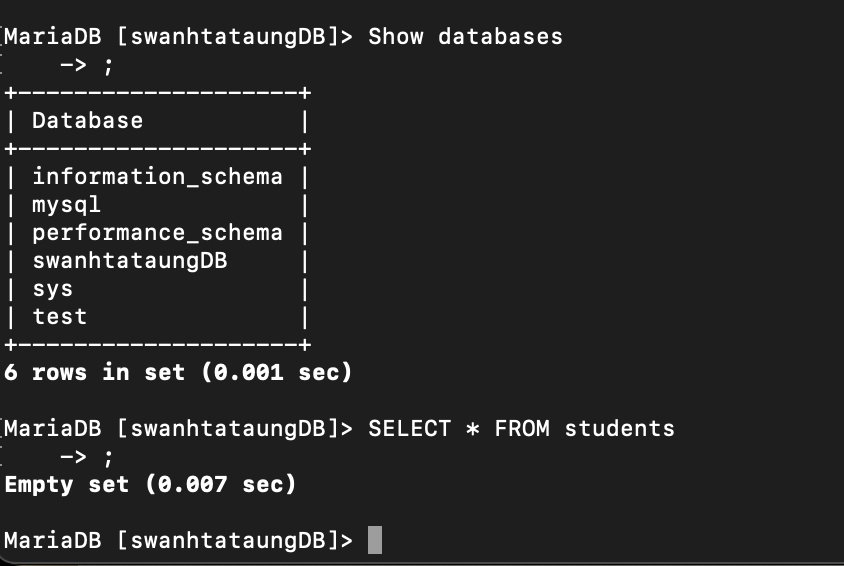 MariaDB [swanhtataungDB]> Show databases
    -> ;
+--------------------+
| Database           |
+--------------------+
| information_schema |
| mysql              |
| performance_schema |
| swanhtataungDB     |
| sys                |
| test               |
+--------------------+
6 rows in set (0.001 sec)
MariaDB [swanhtataungDB]> SELECT * FROM students
    -> ;
Empty set (0.007 sec)
MariaDB [swanhtataungDB]>